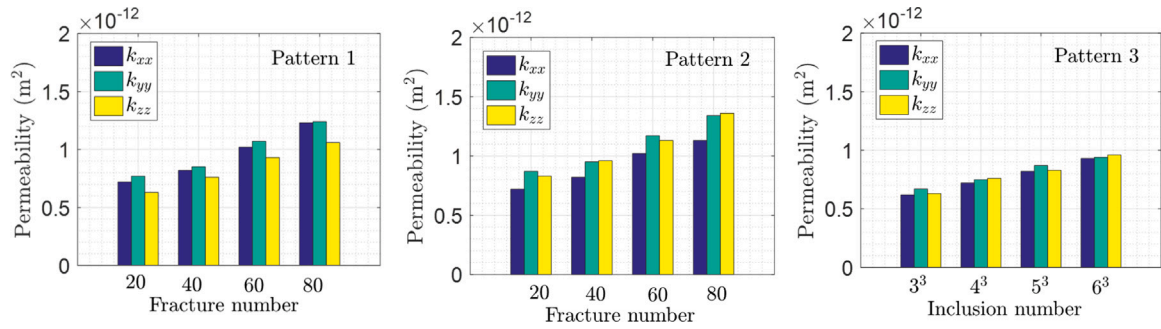 ×10⁻¹²
2
1.5
1
0.5
0
Permeability (m²)
k_xx
k_yy
k_zz
Pattern 1
20 40 60 80
Fracture number
×10⁻¹²
2
1.5
1
0.5
0
Permeability (m²)
k_xx
k_yy
k_zz
Pattern 2
20 40 60 80
Fracture number
×10⁻¹²
2
1.5
1
0.5
0
Permeability (m²)
k_xx
k_yy
k_zz
Pattern 3
3³ 4³ 5³ 6³
Inclusion number